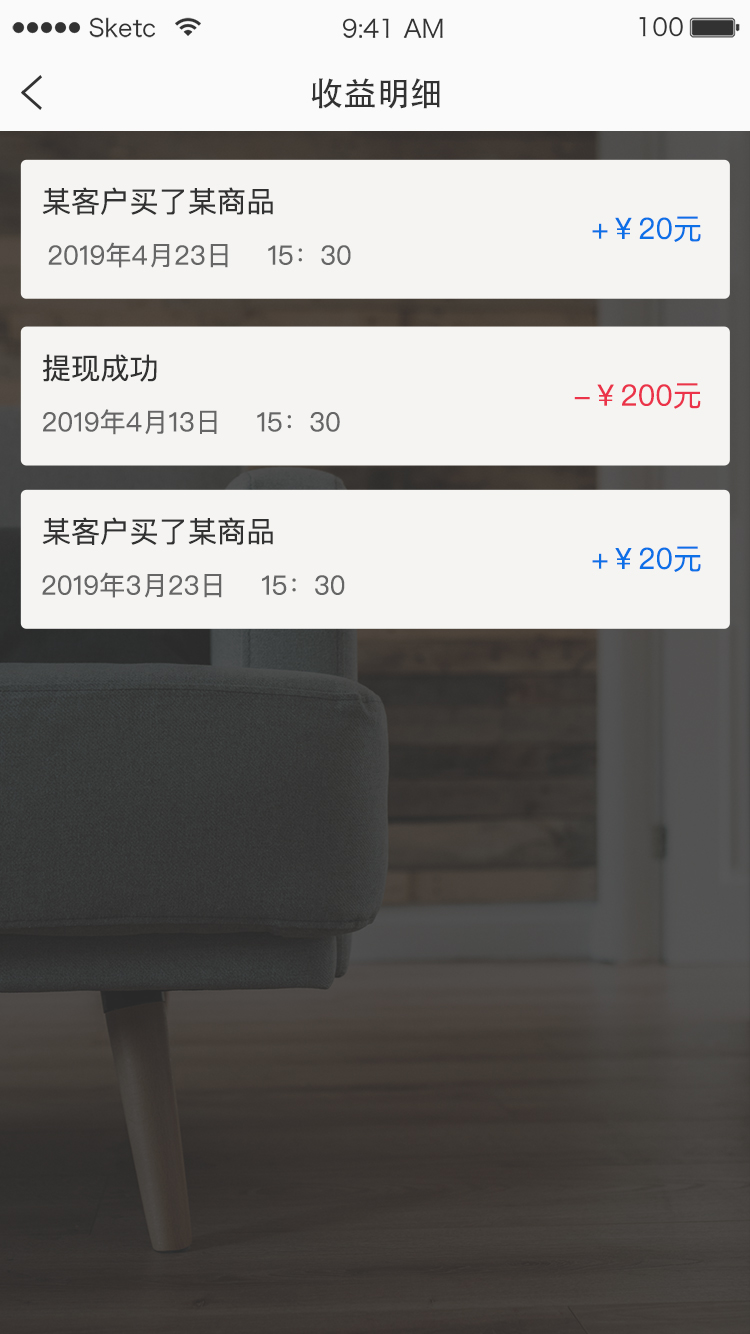 Sketc 9:41 AM 100
收益明细
某客户买了某商品
+￥20元
2019年4月23日 15：30
提现成功
－￥200元
2019年4月13日 15：30
某客户买了某商品
+￥20元
2019年3月23日 15：30